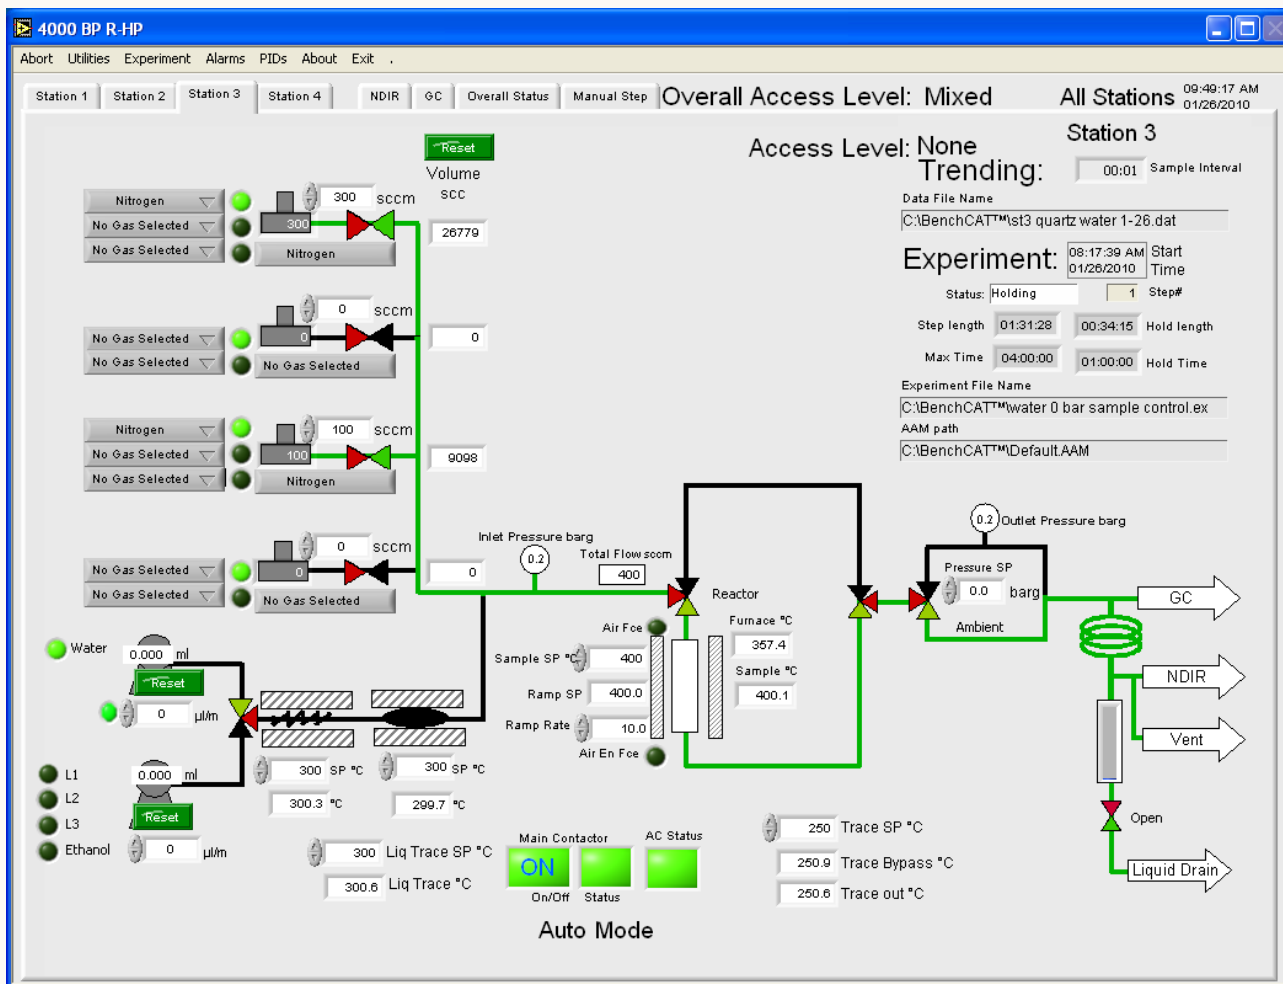 4000 BP R-HP
Abort Utilities Experiment Alarms PIDs About Exit .
Station 1 Station 2 Station 3 Station 4 NDIR GC Overall Status Manual Step Overall Access Level: Mixed All Stations 09:49:17 AM
01/26/2010
Station 3
Access Level: None
Trending: 00:01 Sample Interval
Data File Name
C:\BenchCAT™\st3 quartz water 1-26.dat
Experiment: 08:17:39 AM 01/26/2010 Start Time
Status: Holding 1 Step#
Step length 01:31:28 00:34:15 Hold length
Max Time 04:00:00 01:00:00 Hold Time
Experiment File Name
C:\BenchCAT™\water 0 bar sample control.ex
AAM path
C:\BenchCAT™\Default.AAM
Reset
Volume
scc
Nitrogen 300 sccm
No Gas Selected 300 26779
No Gas Selected Nitrogen
0 sccm
No Gas Selected 0 0
No Gas Selected No Gas Selected
Nitrogen 100 sccm
No Gas Selected 100 9098
No Gas Selected Nitrogen
0 sccm
No Gas Selected 0 0
No Gas Selected No Gas Selected
Inlet Pressure barg
0.2
Total Flow sccm
400
0.2 Outlet Pressure barg
Pressure SP
0.0 barg
Ambient
Reactor
Air Fce
Furnace °C
357.4
Sample SP °C 400
Sample °C
400.1
Ramp SP 400.0
Ramp Rate 10.0
Air En Fce
GC
NDIR
Vent
Open
Liquid Drain
Water 0.000 ml
Reset
0 µl/m
L1 0.000 ml
L2
L3 Reset
Ethanol 0 µl/m
300 SP °C 300 SP °C
300.3 °C 299.7 °C
300 Liq Trace SP °C
300.6 Liq Trace °C
Main Contactor AC Status
ON
On/Off Status
Auto Mode
250 Trace SP °C
250.9 Trace Bypass °C
250.6 Trace out °C